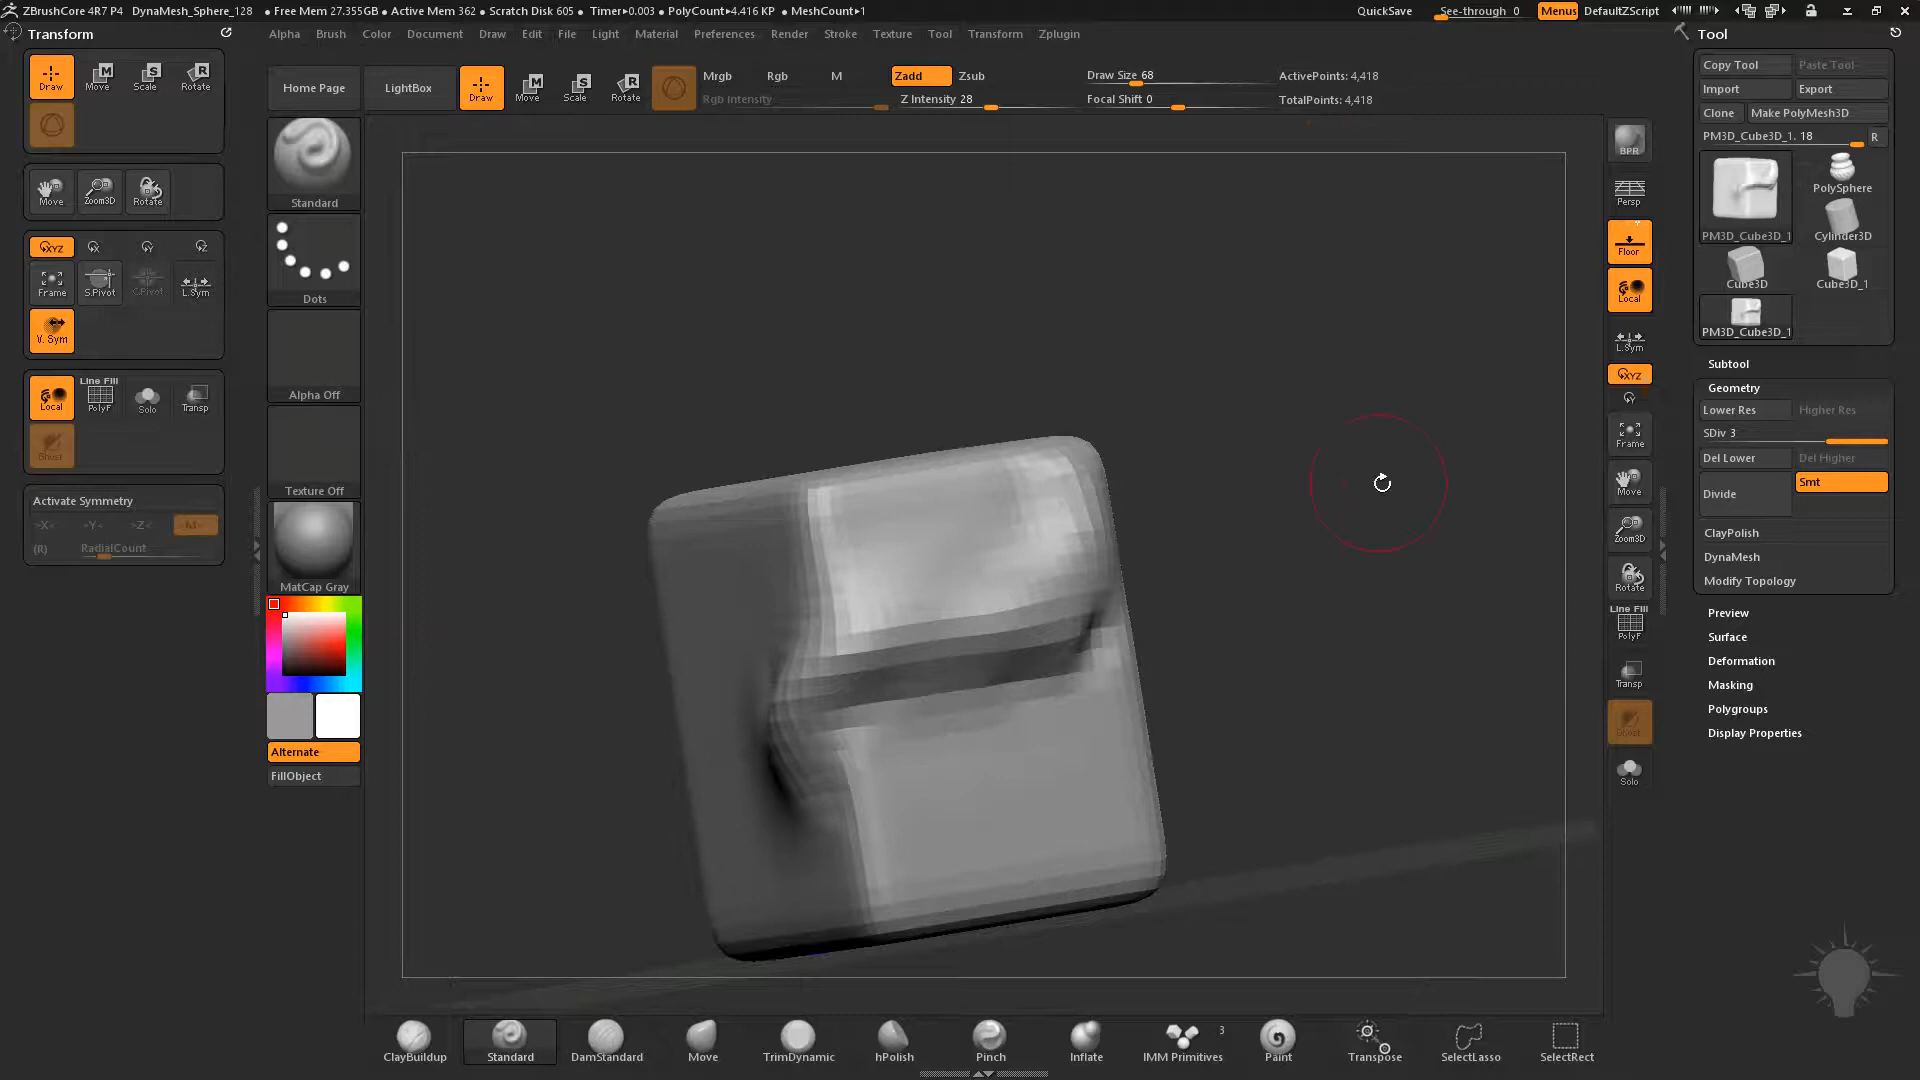 ZBrushCore 4R7 P4 DynaMesh_Sphere_128 • Free Mem 27.355GB • Active Mem 362 • Scratch Disk 605 • Timer▸0.003 • PolyCount▸4.416 KP • MeshCount▸1 QuickSave See-through 0 Menus DefaultZScript
Transform
Alpha Brush Color Document Draw Edit File Light Material Preferences Render Stroke Texture Tool Transform Zplugin
Tool
Draw Move Scale Rotate
Home Page LightBox Draw Move Scale Rotate
Mrgb Rgb M Zadd Zsub Draw Size 68 ActivePoints: 4,418
Rgb Intensity Z Intensity 28 Focal Shift 0 TotalPoints: 4,418
Copy Tool Paste Tool
Import Export
Clone Make PolyMesh3D
PM3D_Cube3D_1. 18 R
PolySphere
PM3D_Cube3D_1 Cylinder3D
Cube3D Cube3D_1
PM3D_Cube3D_1
Move Zoom3D Rotate
XYZ X Y Z
Frame S.Pivot C.Pivot L.Sym
V. Sym
Line Fill
Local PolyF Solo Transp
Ghost
Activate Symmetry
>X< >Y< >Z< >M<
(R) RadialCount
Standard
Dots
Alpha Off
Texture Off
MatCap Gray
Alternate
FillObject
BPR
Persp
Floor
Local
L.Sym
XYZ
Y
Frame
Move
Zoom3D
Rotate
Line Fill
PolyF
Transp
Ghost
Solo
Subtool
Geometry
Lower Res Higher Res
SDiv 3
Del Lower Del Higher
Divide Smt
ClayPolish
DynaMesh
Modify Topology
Preview
Surface
Deformation
Masking
Polygroups
Display Properties
3
ClayBuildup Standard DamStandard Move TrimDynamic hPolish Pinch Inflate IMM Primitives Paint Transpose SelectLasso SelectRect